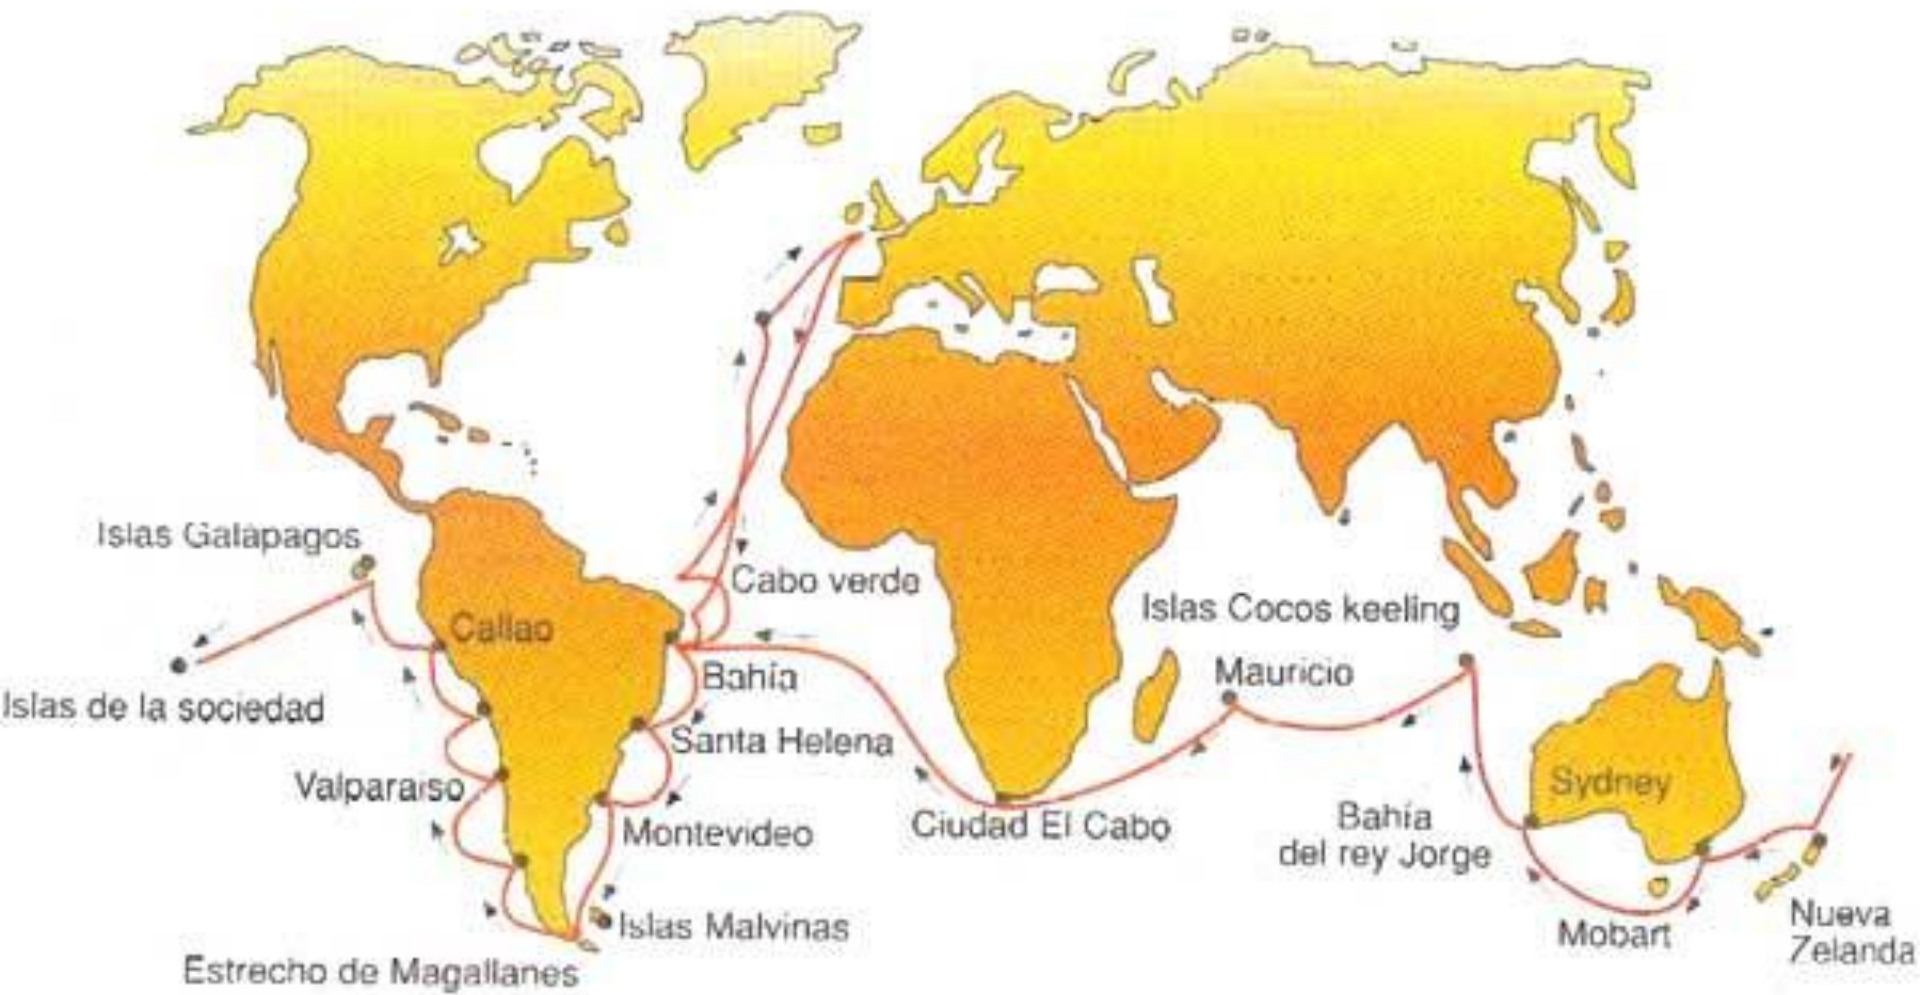 Islas Galapagos
Cabo verde
Islas Cocos keeling
Callao
Mauricio
Bahía
Islas de la sociedad
Santa Helena
Valparaiso
Sydney
Montevideo
Ciudad El Cabo
Bahía
del rey Jorge
Islas Malvinas
Mobart
Nueva
Zelanda
Estrecho de Magallanes